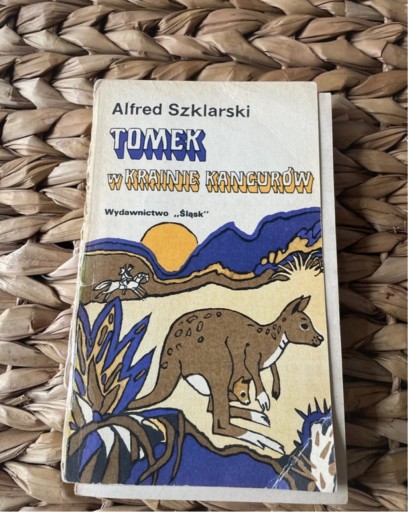 Alfred Szklarski
TOMEK
w KRAINIE KANGURÓW
Wydawnictwo „Śląsk"